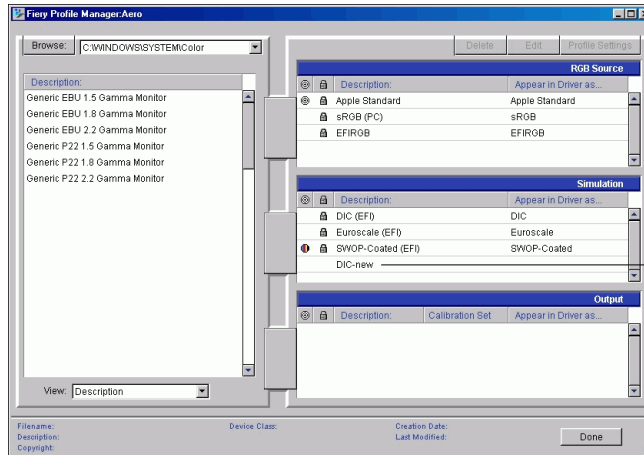 Fiery Profile Manager:Aero
Browse: C:\WINDOWS\SYSTEM\Color
Description:
Generic EBU 1.5 Gamma Monitor
Generic EBU 1.8 Gamma Monitor
Generic EBU 2.2 Gamma Monitor
Generic P22 1.5 Gamma Monitor
Generic P22 1.8 Gamma Monitor
Generic P22 2.2 Gamma Monitor
View: Description
Delete Edit Profile Settings
RGB Source
Description: Appear in Driver as...
Apple Standard Apple Standard
sRGB (PC) sRGB
EFIRGB EFIRGB
Simulation
Description: Appear in Driver as...
DIC (EFI) DIC
Euroscale (EFI) Euroscale
SWOP-Coated (EFI) SWOP-Coated
DIC-new
Output
Description: Calibration Set Appear in Driver as...
Filename: Device Class: Creation Date:
Description: Last Modified:
Copyright:
Done